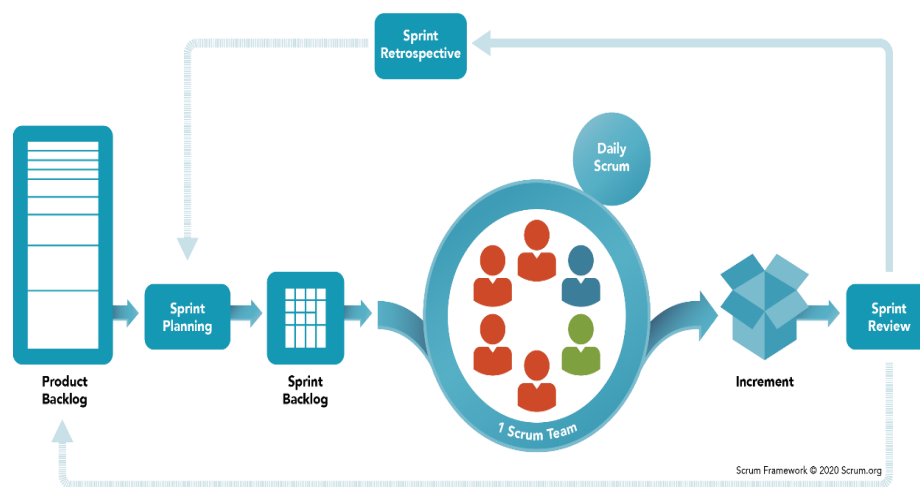 Sprint
Retrospective
Daily
Scrum
Sprint
Planning
Sprint
Review
Product
Backlog
Sprint
Backlog
Increment
1 Scrum Team
Scrum Framework © 2020 Scrum.org